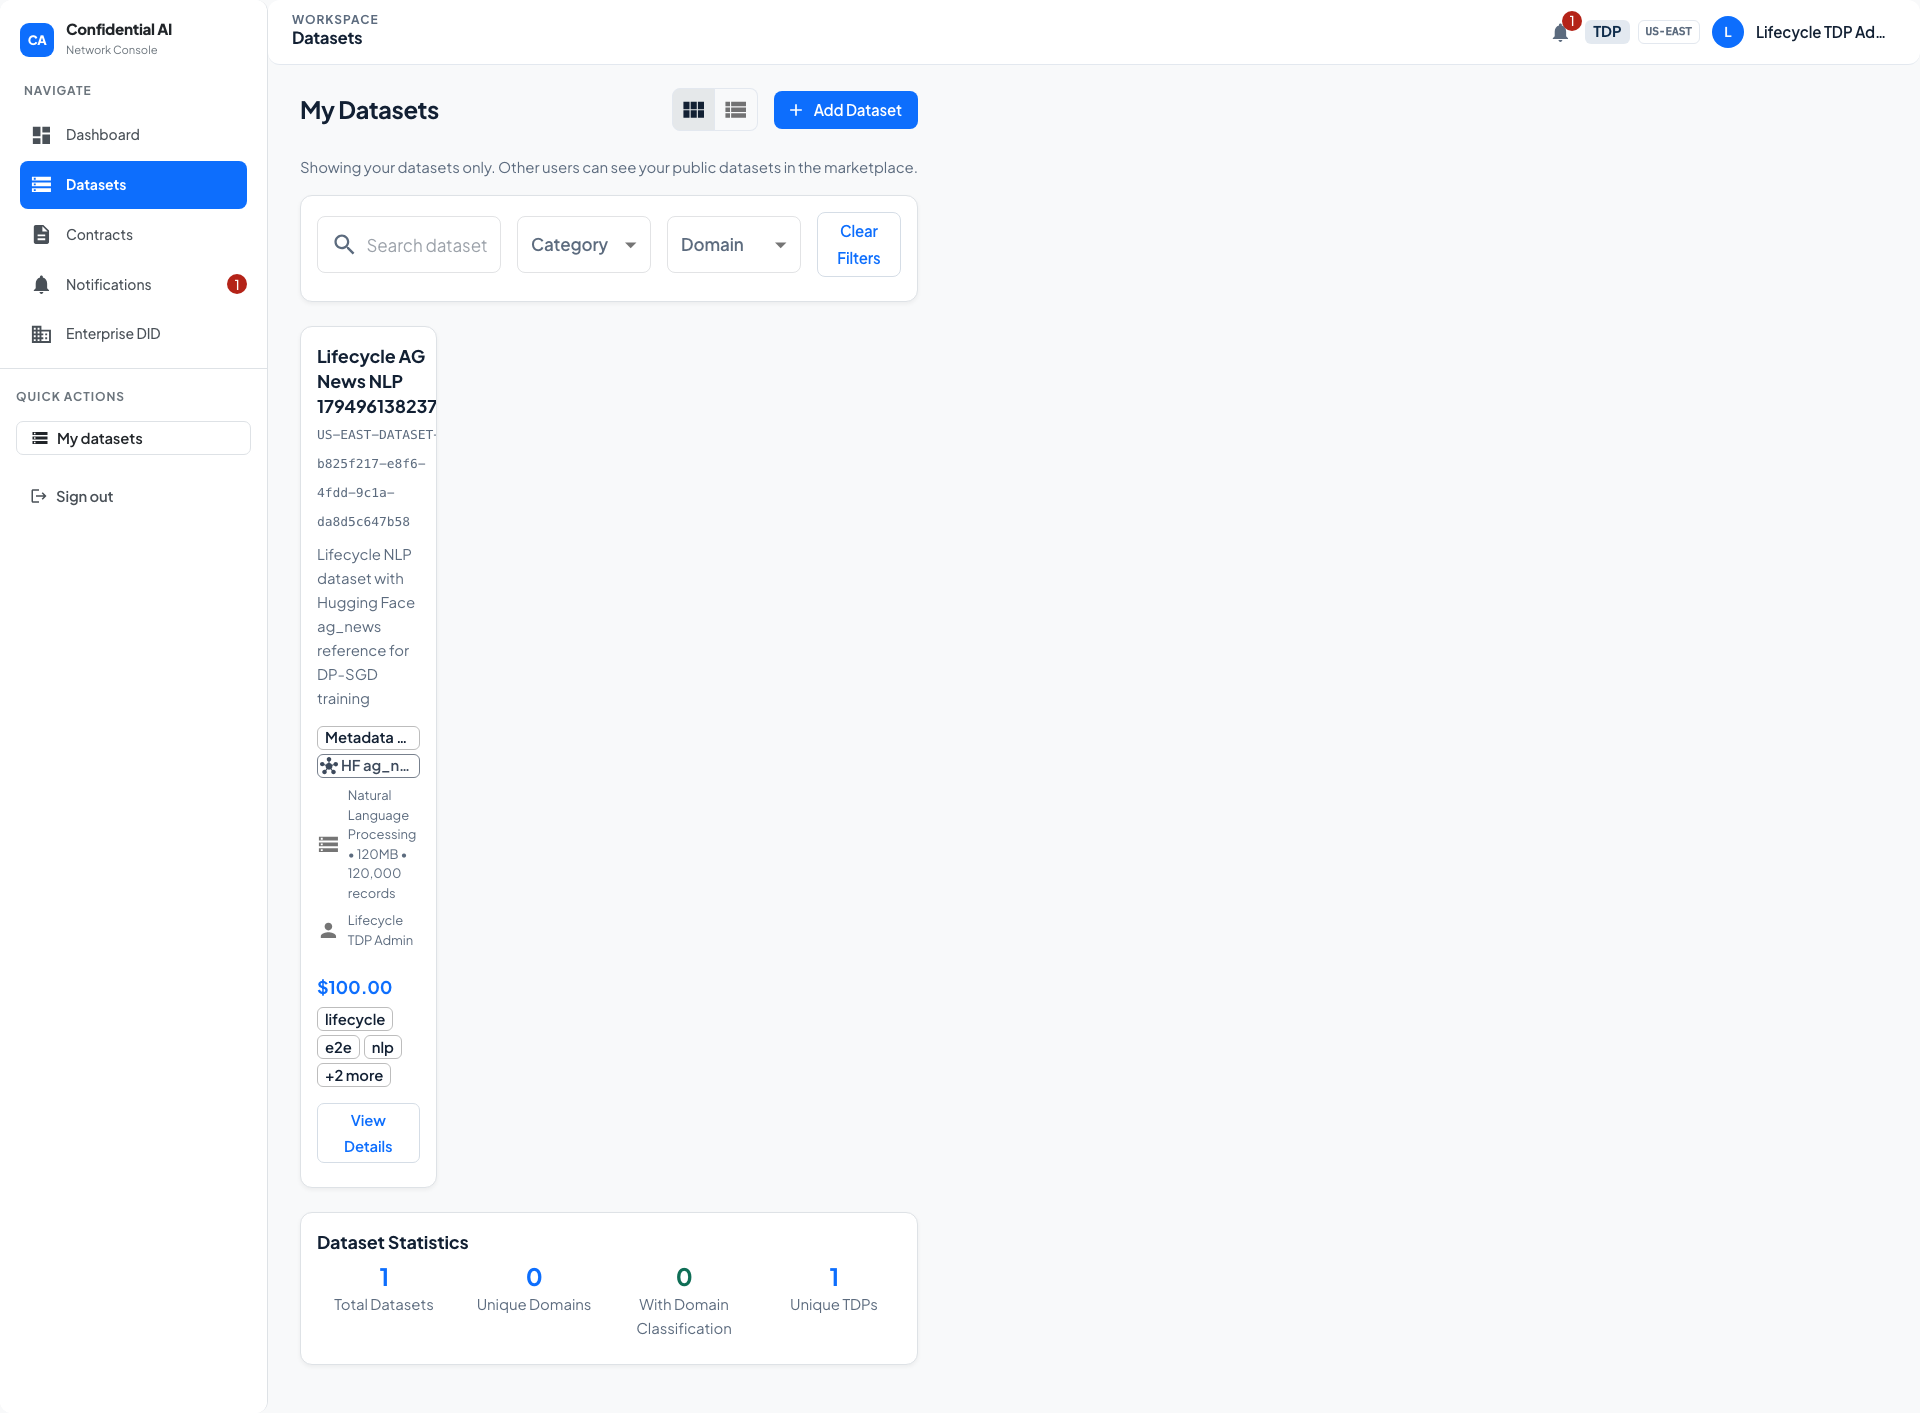 CA
Confidential AI
Network Console
NAVIGATE
Dashboard
Datasets
Contracts
Notifications
1
Enterprise DID
QUICK ACTIONS
My datasets
Sign out
WORKSPACE
Datasets
1
TDP
US-EAST
L
Lifecycle TDP Ad...
My Datasets
Add Dataset
Showing your datasets only. Other users can see your public datasets in the marketplace.
Search dataset
Category
Domain
Clear
Filters
Lifecycle AG
News NLP
179496138237
US-EAST-DATASET-
b825f217-e8f6-
4fdd-9c1a-
da8d5c647b58
Lifecycle NLP
dataset with
Hugging Face
ag_news
reference for
DP-SGD
training
Metadata ...
HF ag_n...
Natural
Language
Processing
• 120MB •
120,000
records
Lifecycle
TDP Admin
$100.00
lifecycle
e2e
nlp
+2 more
View
Details
Dataset Statistics
1
Total Datasets
0
Unique Domains
0
With Domain
Classification
1
Unique TDPs